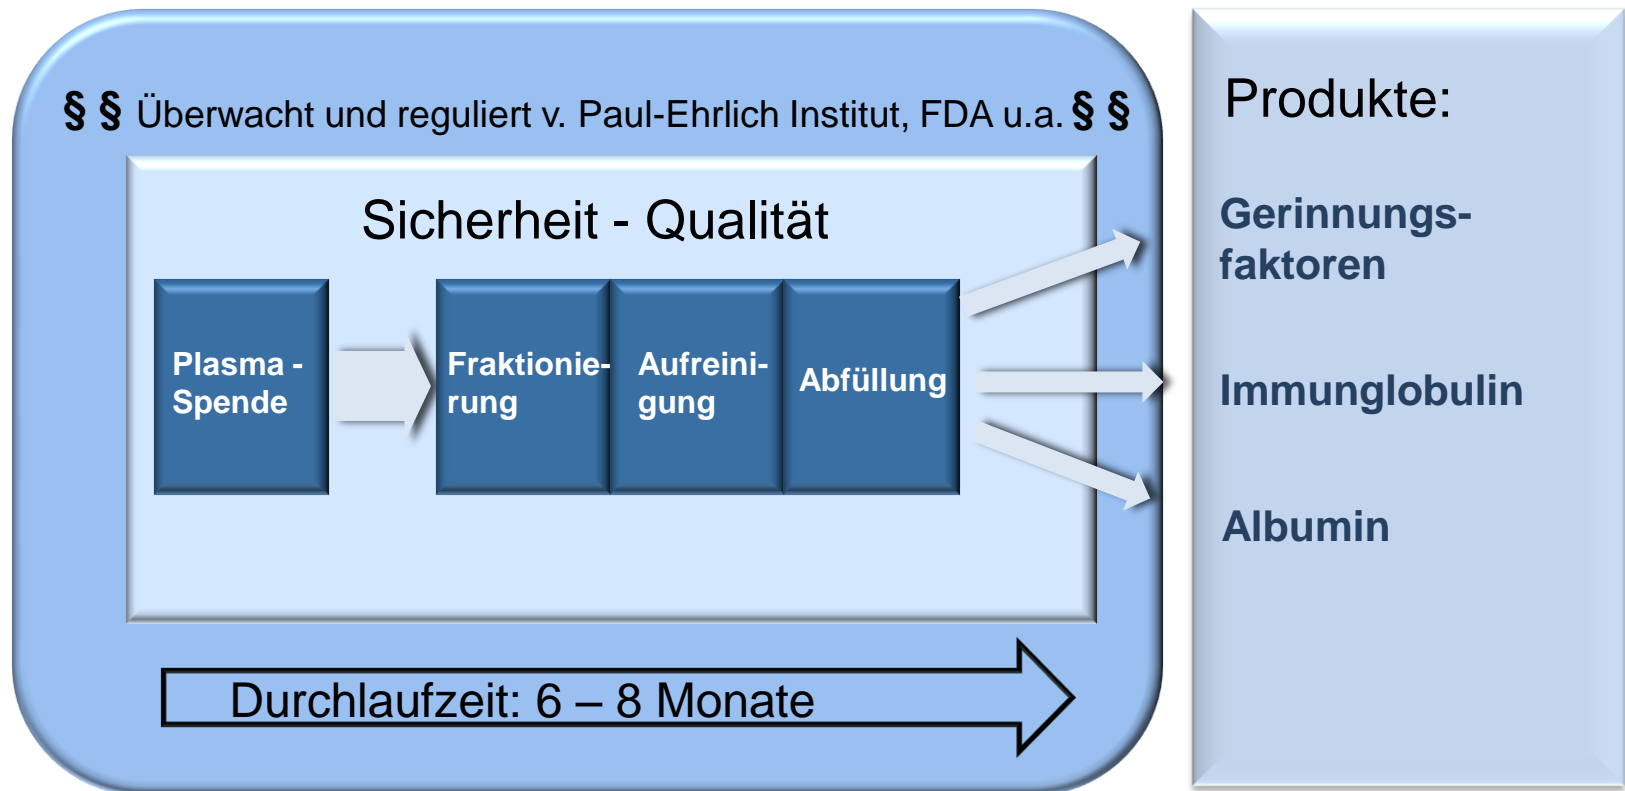 § § Überwacht und reguliert v. Paul-Ehrlich Institut, FDA u.a. § §
Sicherheit - Qualität
Plasma -
Spende
Fraktionie-
rung
Aufreini-
gung
Abfüllung
Durchlaufzeit: 6 – 8 Monate
Produkte:
Gerinnungs-
faktoren
Immunglobulin
Albumin